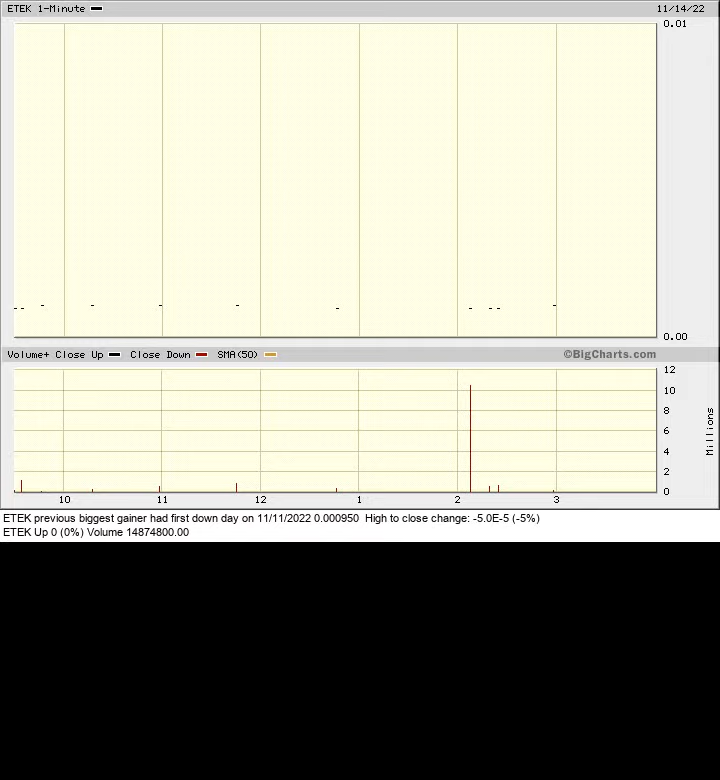 ETEK 1-Minute 11/14/22
0.01
0.00
Volume+ Close Up Close Down SMA(50) ©BigCharts.com
12
10
8
6
4
2
0
Millions
10 11 12 1 2 3
ETEK previous biggest gainer had first down day on 11/11/2022 0.000950 High to close change: -5.0E-5 (-5%)
ETEK Up 0 (0%) Volume 14874800.00